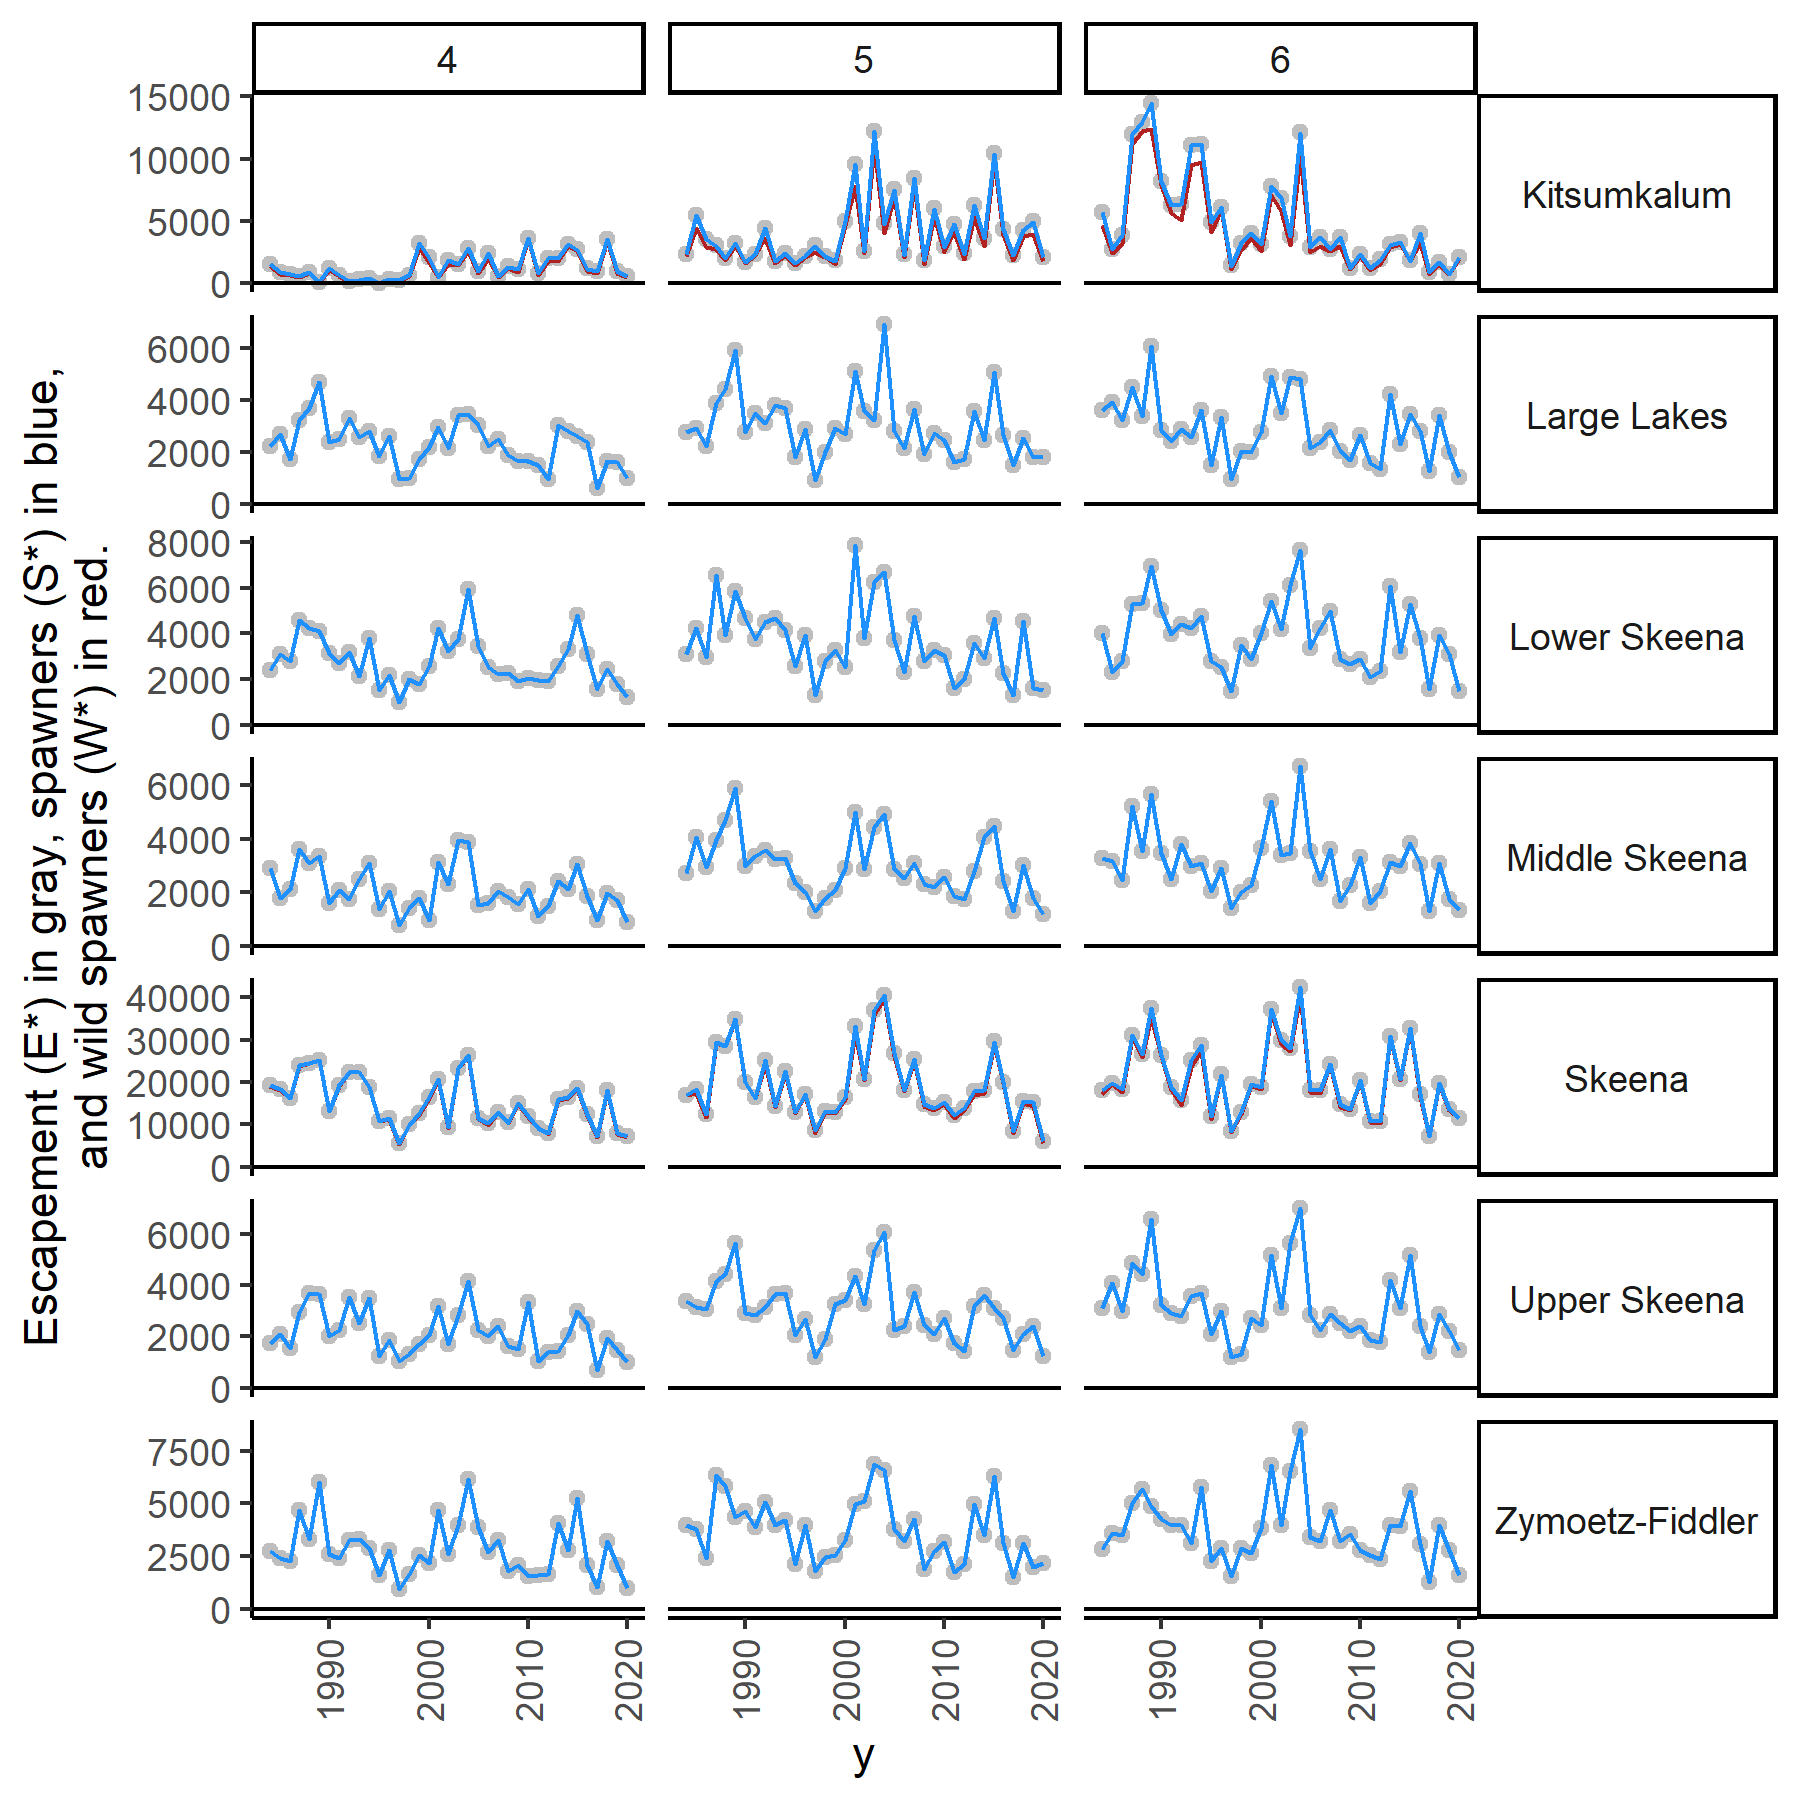 4 5 6
Escapement (E*) in gray, spawners (S*) in blue,
and wild spawners (W*) in red.
15000
10000
5000
0
Kitsumkalum
6000
4000
2000
0
Large Lakes
8000
6000
4000
2000
0
Lower Skeena
6000
4000
2000
0
Middle Skeena
40000
30000
20000
10000
0
Skeena
6000
4000
2000
0
Upper Skeena
7500
5000
2500
0
Zymoetz-Fiddler
1990 2000 2010 2020 1990 2000 2010 2020 1990 2000 2010 2020
y